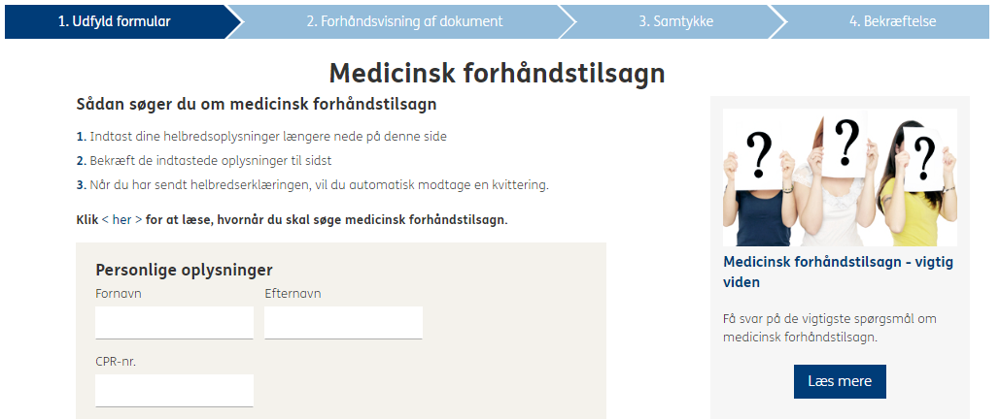 1. Udfyld formular
2. Forhåndsvisning af dokument
3. Samtykke
4. Bekræftelse
Medicinsk forhåndstilsagn
Sådan søger du om medicinsk forhåndstilsagn
1. Indtast dine helbredsoplysninger længere nede på denne side
2. Bekræft de indtastede oplysninger til sidst
3. Når du har sendt helbredserklæringen, vil du automatisk modtage en kvittering.
Klik < her > for at læse, hvornår du skal søge medicinsk forhåndstilsagn.
Personlige oplysninger
Fornavn
Efternavn
CPR-nr.
? ? ?
Medicinsk forhåndstilsagn - vigtig
viden
Få svar på de vigtigste spørgsmål om
medicinsk forhåndstilsagn.
Læs mere